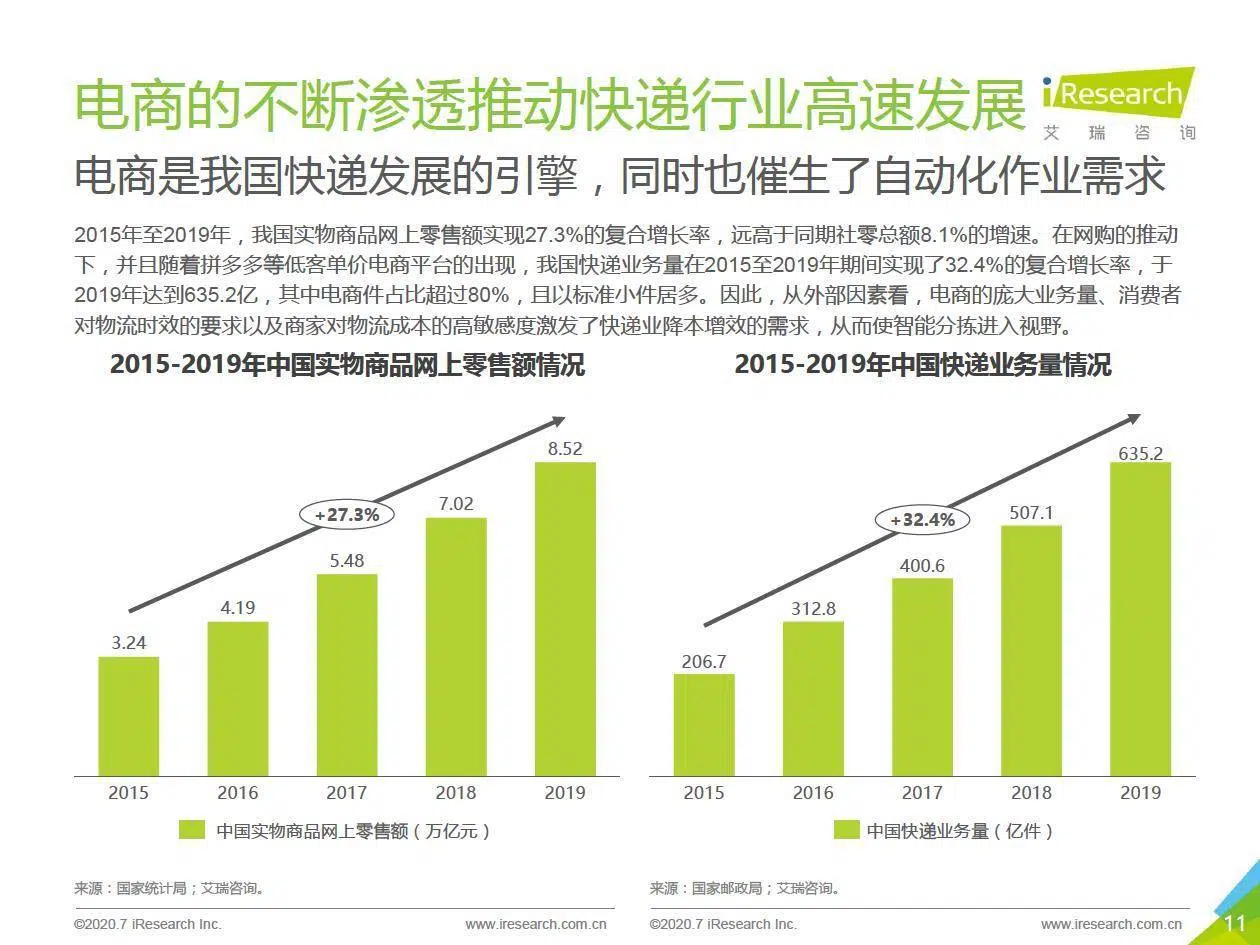 电商的不断渗透推动快递行业高速发展
iResearch
艾瑞咨询
电商是我国快递发展的引擎，同时也催生了自动化作业需求
2015年至2019年，我国实物商品网上零售额实现27.3%的复合增长率，远高于同期社零总额8.1%的增速。在网购的推动
下，并且随着拼多多等低客单价电商平台的出现，我国快递业务量在2015至2019年期间实现了32.4%的复合增长率，于
2019年达到635.2亿，其中电商件占比超过80%，且以标准小件居多。因此，从外部因素看，电商的庞大业务量、消费者
对物流时效的要求以及商家对物流成本的高敏感度激发了快递业降本增效的需求，从而使智能分拣进入视野。
2015-2019年中国实物商品网上零售额情况
3.24
4.19
5.48
7.02
8.52
+27.3%
2015 2016 2017 2018 2019
中国实物商品网上零售额（万亿元）
来源：国家统计局；艾瑞咨询。
©2020.7 iResearch Inc. www.iresearch.com.cn
2015-2019年中国快递业务量情况
206.7
312.8
400.6
507.1
635.2
+32.4%
2015 2016 2017 2018 2019
中国快递业务量（亿件）
来源：国家邮政局；艾瑞咨询。
©2020.7 iResearch Inc. www.iresearch.com.cn
11